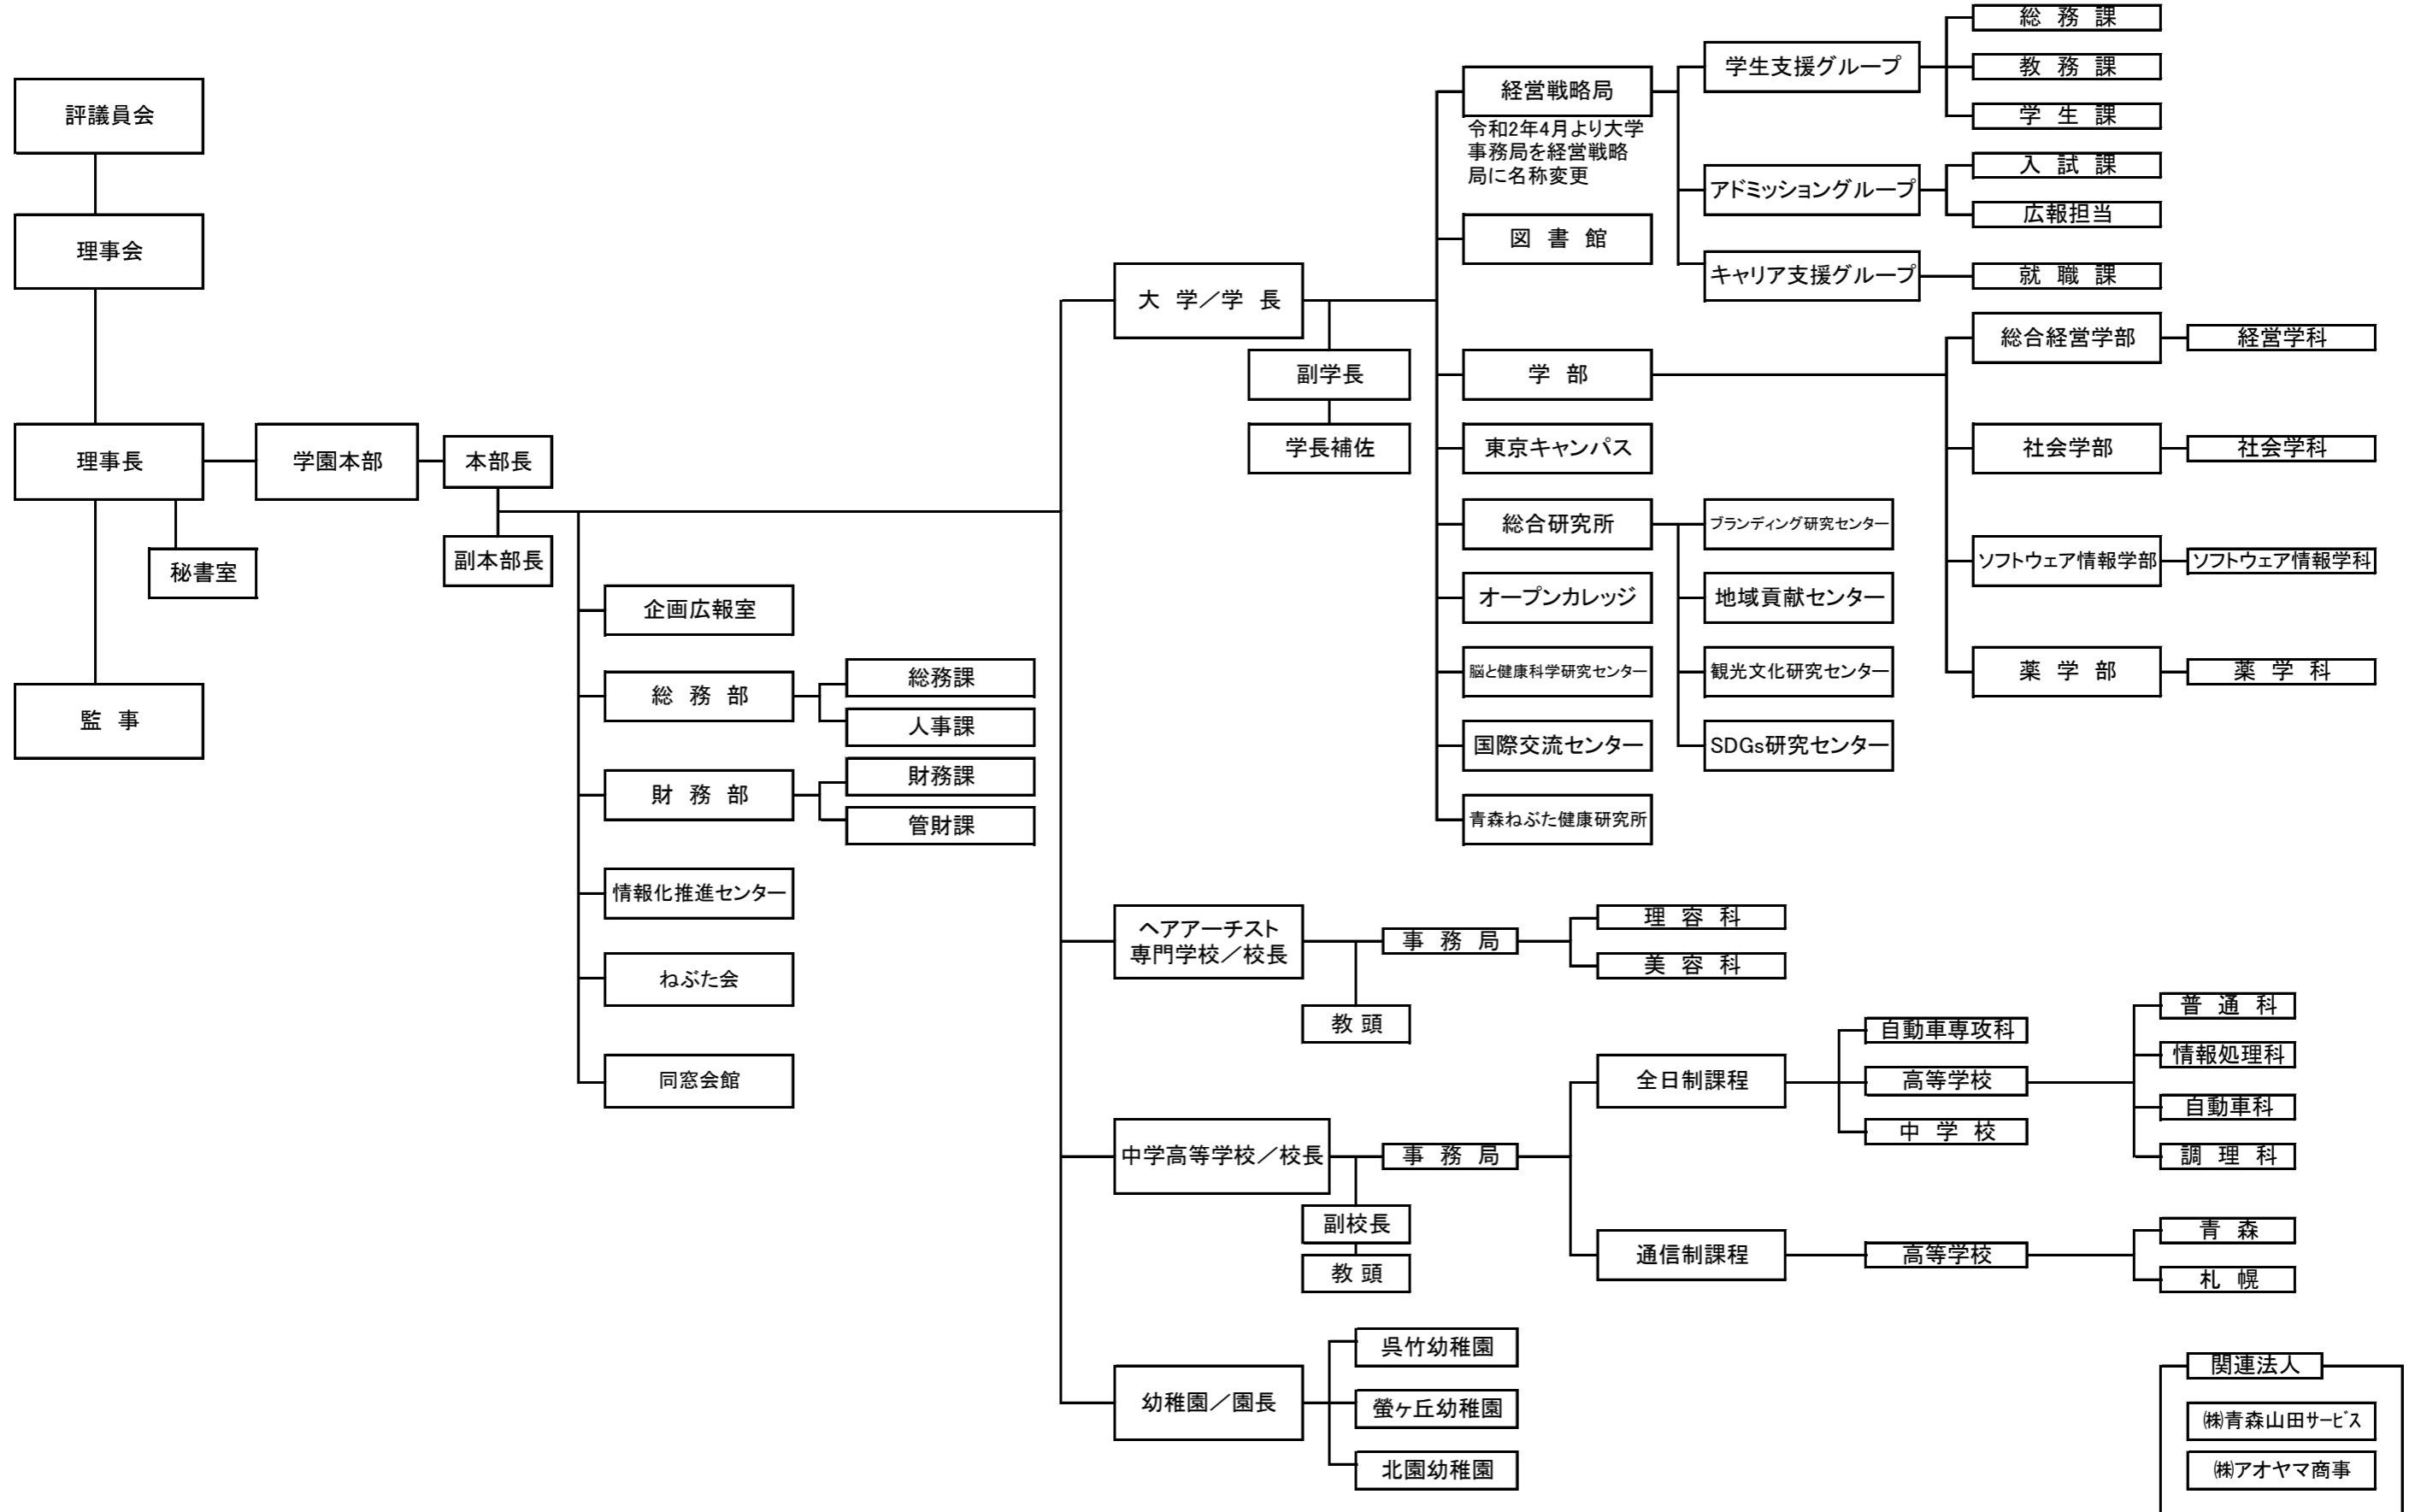 評議員会
理事会
理事長
学園本部
本部長
副本部長
秘書室
監 事
企画広報室
総 務 部
総務課
人事課
財 務 部
財務課
管財課
情報化推進センター
ねぶた会
同窓会館
大 学／学 長
副学長
学長補佐
経営戦略局
令和2年4月より大学
事務局を経営戦略
局に名称変更
学生支援グループ
総 務 課
教 務 課
学 生 課
アドミッショングループ
入 試 課
広報担当
キャリア支援グループ
就 職 課
図 書 館
学 部
総合経営学部
経営学科
社会学部
社会学科
ソフトウェア情報学部
ソフトウェア情報学科
薬 学 部
薬 学 科
東京キャンパス
総合研究所
ブランディング研究センター
地域貢献センター
観光文化研究センター
SDGs研究センター
オープンカレッジ
脳と健康科学研究センター
国際交流センター
青森ねぶた健康研究所
ヘアアーチスト
専門学校／校長
教 頭
事 務 局
理 容 科
美 容 科
中学高等学校／校長
副校長
教 頭
事 務 局
全日制課程
自動車専攻科
高等学校
中 学 校
普 通 科
情報処理科
自動車科
調 理 科
通信制課程
高等学校
青 森
札 幌
幼稚園／園長
呉竹幼稚園
螢ヶ丘幼稚園
北園幼稚園
関連法人
㈱青森山田ｻｰﾋﾞｽ
㈱アオヤマ商事